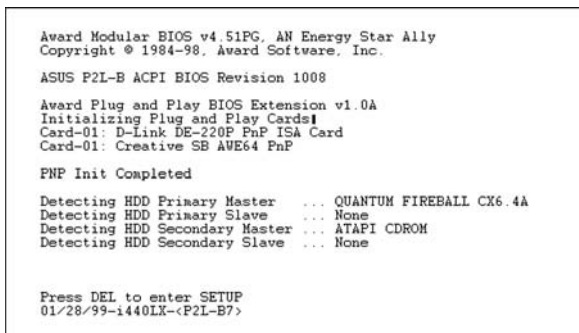 Award Modular BIOS v4.51PG, AN Energy Star Ally
Copyright © 1984-98, Award Software, Inc.
ASUS P2L-B ACPI BIOS Revision 1008
Award Plug and Play BIOS Extension v1.0A
Initializing Plug and Play Cards
Card-01: D-Link DE-220P PnP ISA Card
Card-01: Creative SB AWE64 PnP
PNP Init Completed
Detecting HDD Primary Master ... QUANTUM FIREBALL CX6.4A
Detecting HDD Primary Slave ... None
Detecting HDD Secondary Master ... ATAPI CDROM
Detecting HDD Secondary Slave ... None
Press DEL to enter SETUP
01/28/99-i440LX-<P2L-B7>